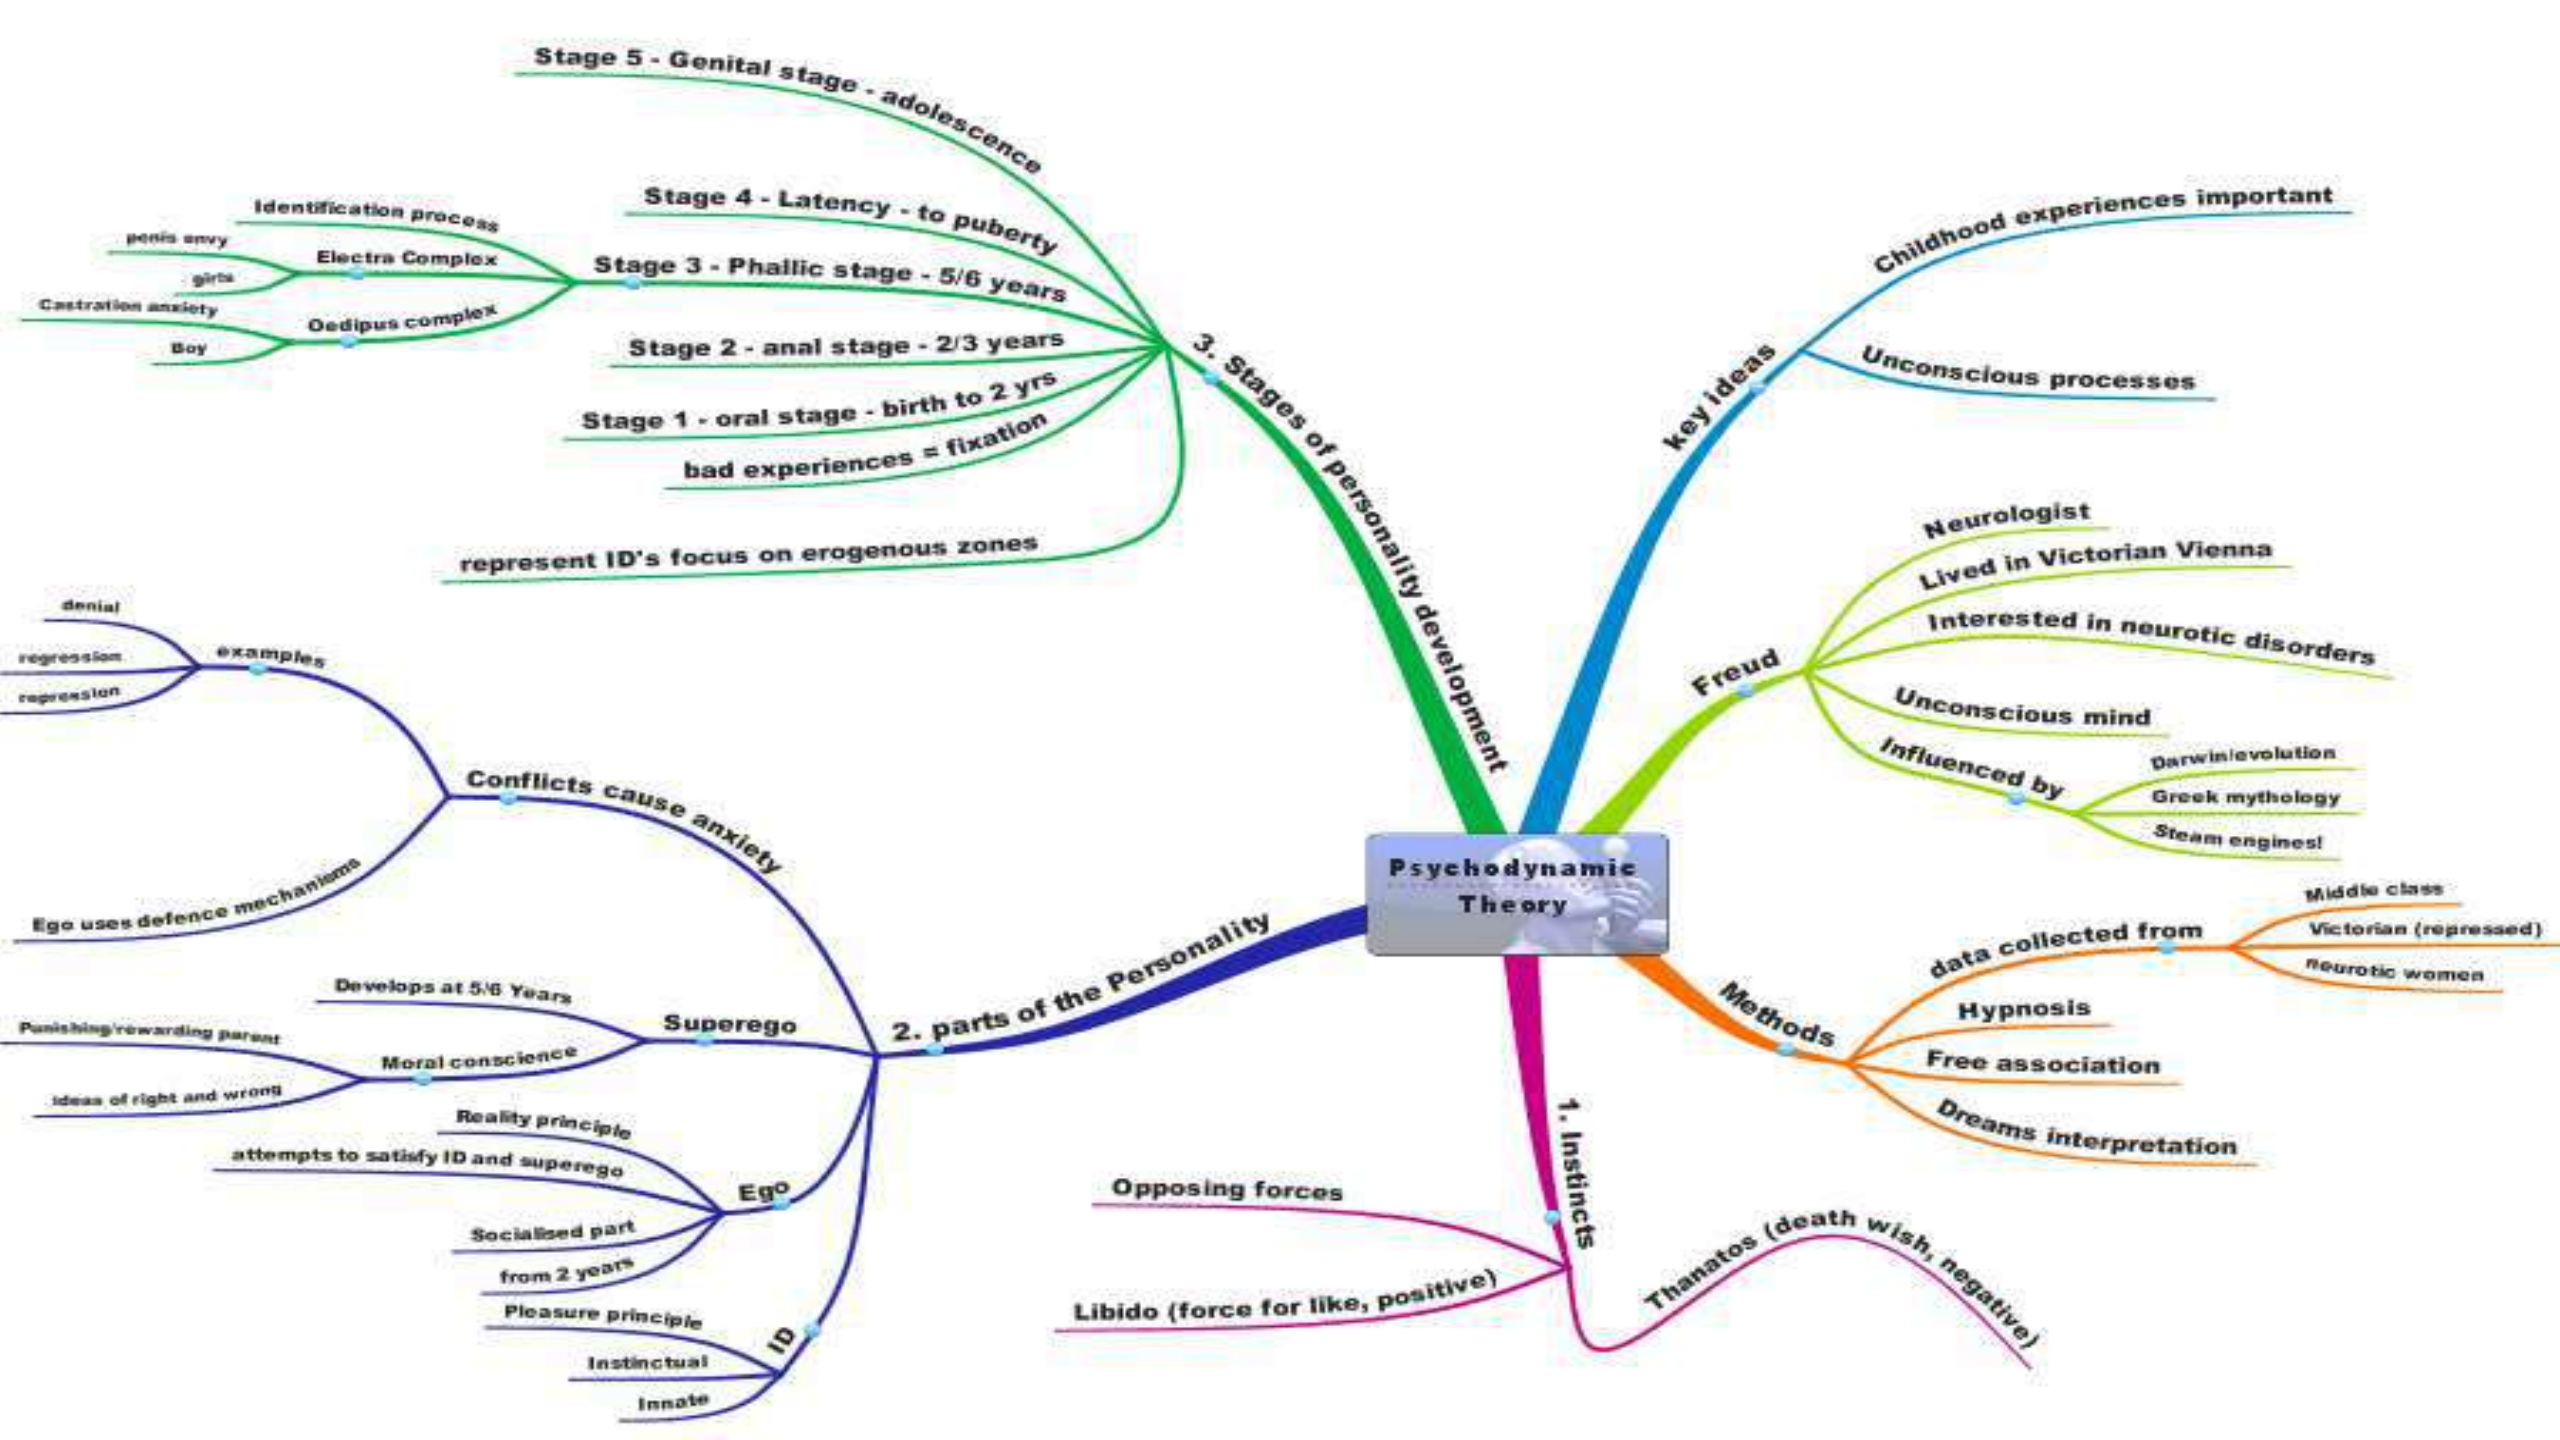 Psychodynamic
Theory
key ideas
Childhood experiences important
Unconscious processes
Freud
Neurologist
Lived in Victorian Vienna
Interested in neurotic disorders
Unconscious mind
Influenced by
Darwin/evolution
Greek mythology
Steam engines!
Methods
data collected from
Middle class
Victorian (repressed)
neurotic women
Hypnosis
Free association
Dreams interpretation
1. Instincts
Opposing forces
Libido (force for like, positive)
Thanatos (death wish, negative)
2. parts of the Personality
Conflicts cause anxiety
examples
denial
regression
repression
Ego uses defence mechanisms
Superego
Develops at 5/6 Years
Moral conscience
Punishing/rewarding parent
Ideas of right and wrong
Ego
Reality principle
attempts to satisfy ID and superego
Socialised part
from 2 years
ID
Pleasure principle
Instinctual
Innate
3. Stages of personality development
Stage 5 - Genital stage - adolescence
Stage 4 - Latency - to puberty
Stage 3 - Phallic stage - 5/6 years
Identification process
Electra Complex
penis envy
girls
Oedipus complex
Castration anxiety
Boy
Stage 2 - anal stage - 2/3 years
Stage 1 - oral stage - birth to 2 yrs
bad experiences = fixation
represent ID's focus on erogenous zones